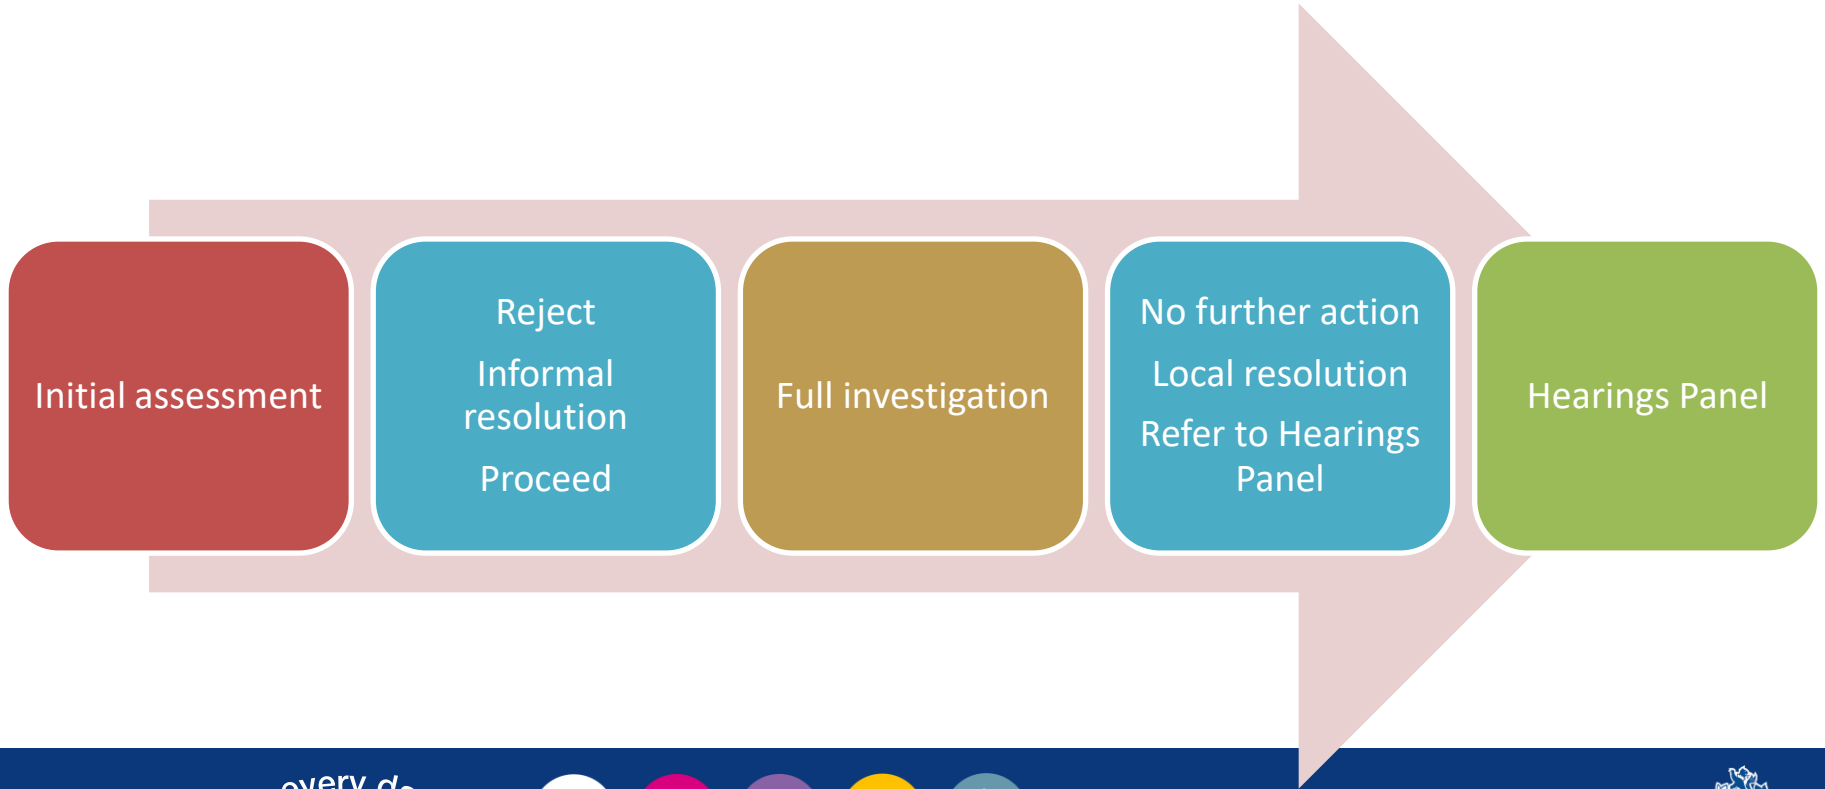 Initial assessment
Reject
Informal
resolution
Proceed
Full investigation
No further action
Local resolution
Refer to Hearings
Panel
Hearings Panel
every